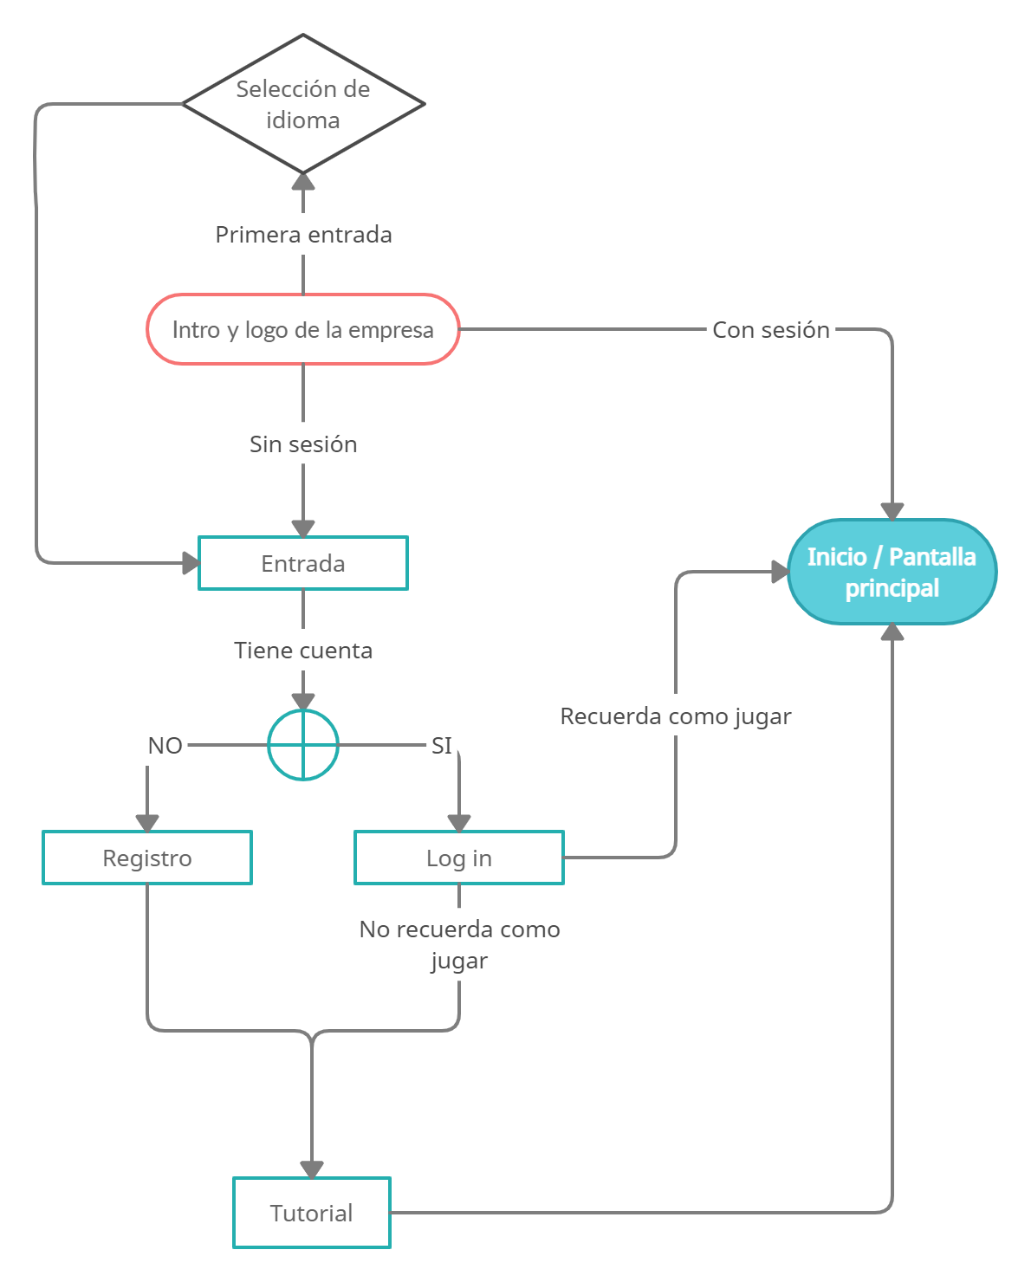 Selección de
idioma
Primera entrada
Intro y logo de la empresa
Con sesión
Sin sesión
Entrada
Inicio / Pantalla
principal
Tiene cuenta
Recuerda como jugar
NO
SI
Registro
Log in
No recuerda como
jugar
Tutorial